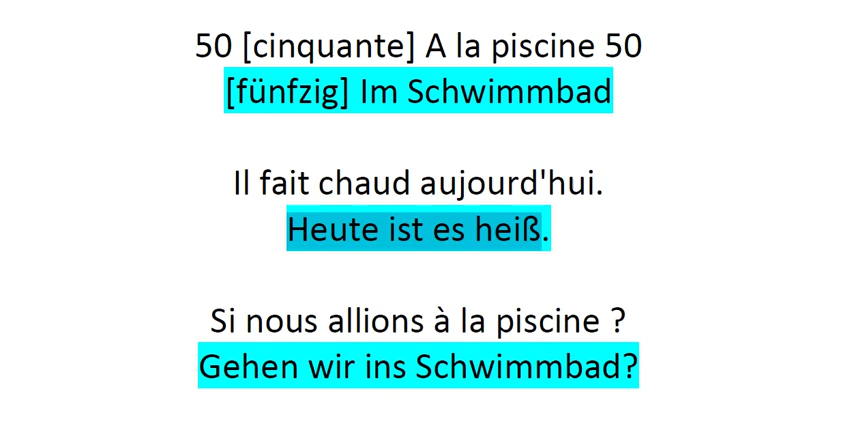 50 [cinquante] A la piscine 50
[fünfzig] Im Schwimmbad
Il fait chaud aujourd'hui.
Heute ist es heiß.
Si nous allions à la piscine ?
Gehen wir ins Schwimmbad?